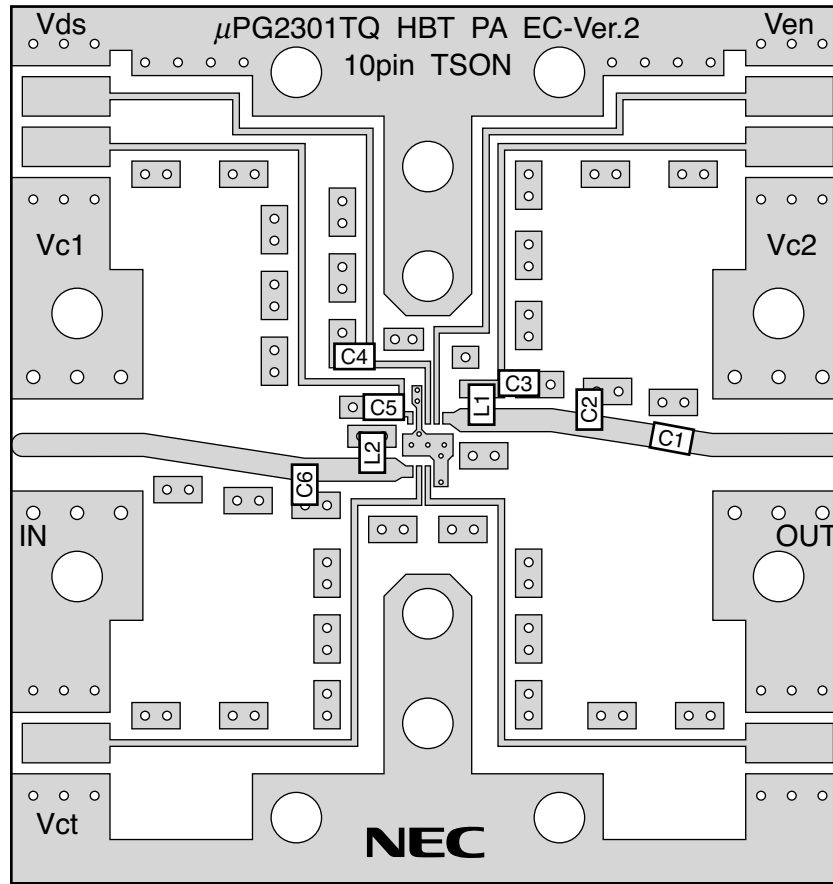 Vds
μPG2301TQ HBT PA EC-Ver.2
Ven
10pin TSON
Vc1
Vc2
C4
C3
C5
L1
C2
C1
L2
C6
IN
OUT
Vct
NEC